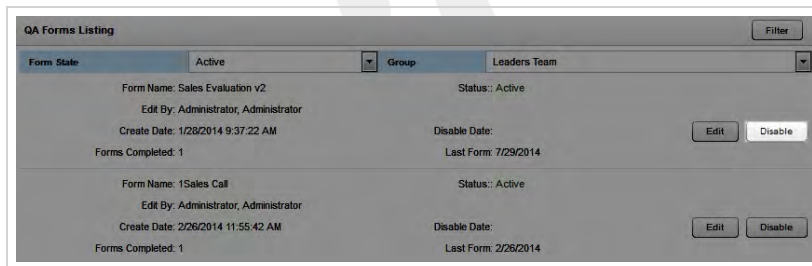 QA Forms Listing Filter
Form State Active Group Leaders Team
Form Name: Sales Evaluation v2 Status:: Active
Edit By: Administrator, Administrator
Create Date: 1/28/2014 9:37:22 AM Disable Date: Edit Disable
Forms Completed: 1 Last Form: 7/29/2014
Form Name: 1Sales Call Status:: Active
Edit By: Administrator, Administrator
Create Date: 2/26/2014 11:55:42 AM Disable Date: Edit Disable
Forms Completed: 1 Last Form: 2/26/2014